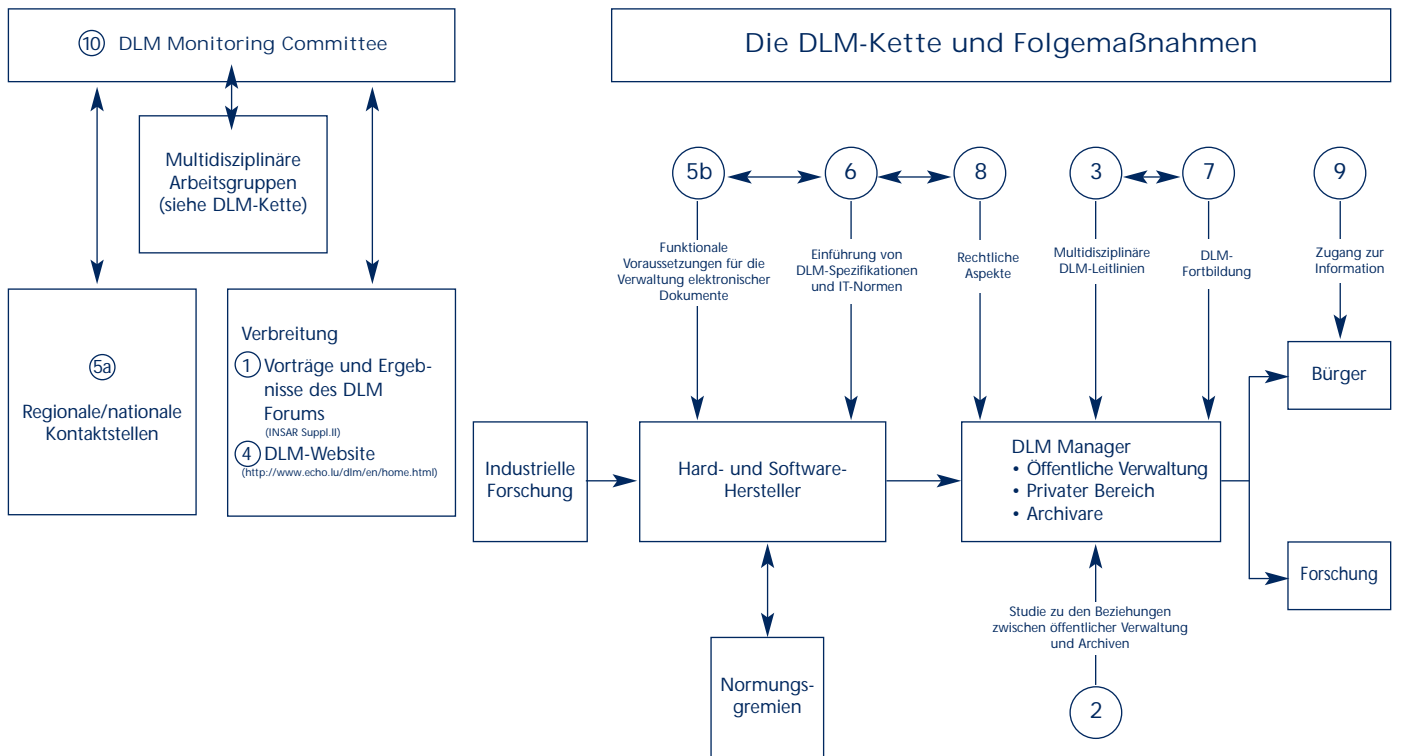 10 DLM Monitoring Committee
Die DLM-Kette und Folgemaßnahmen
Multidisziplinäre
Arbeitsgruppen
(siehe DLM-Kette)
5a
Regionale/nationale
Kontaktstellen
Verbreitung
1 Vorträge und Ergeb-
nisse des DLM
Forums
(INSAR Suppl.II)
4 DLM-Website
(http://www.echo.lu/dlm/en/home.html)
5b
6
8
3
7
9
Funktionale
Voraussetzungen für die
Verwaltung elektronischer
Dokumente
Einführung von
DLM-Spezifikationen
und IT-Normen
Rechtliche
Aspekte
Multidisziplinäre
DLM-Leitlinien
DLM-
Fortbildung
Zugang zur
Information
Industrielle
Forschung
Hard- und Software-
Hersteller
DLM Manager
• Öffentliche Verwaltung
• Privater Bereich
• Archivare
Bürger
Forschung
Normungs-
gremien
Studie zu den Beziehungen
zwischen öffentlicher Verwaltung
und Archiven
2